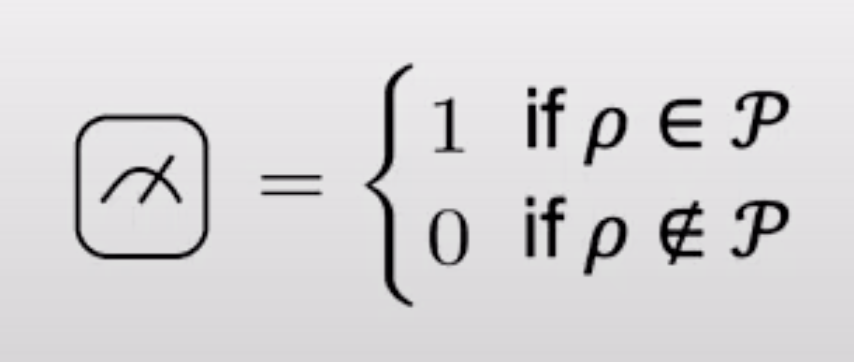 = { 1 if ρ ∈ 𝒫
0 if ρ ∉ 𝒫